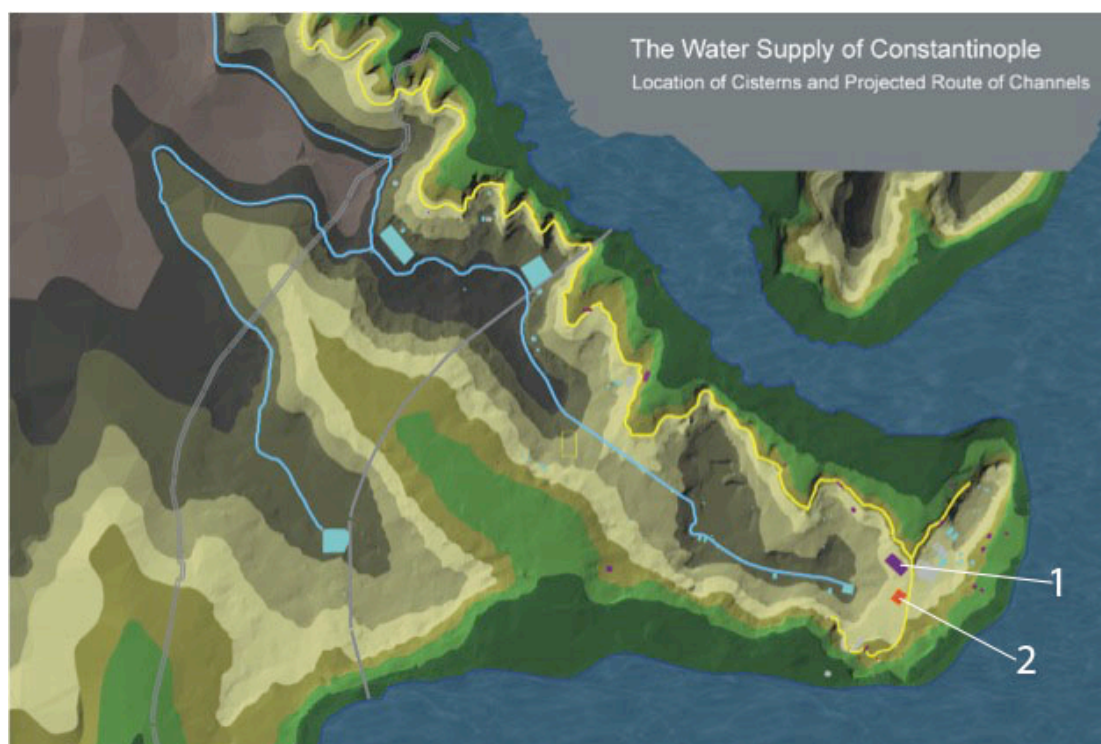 The Water Supply of Constantinople
Location of Cisterns and Projected Route of Channels
1
2